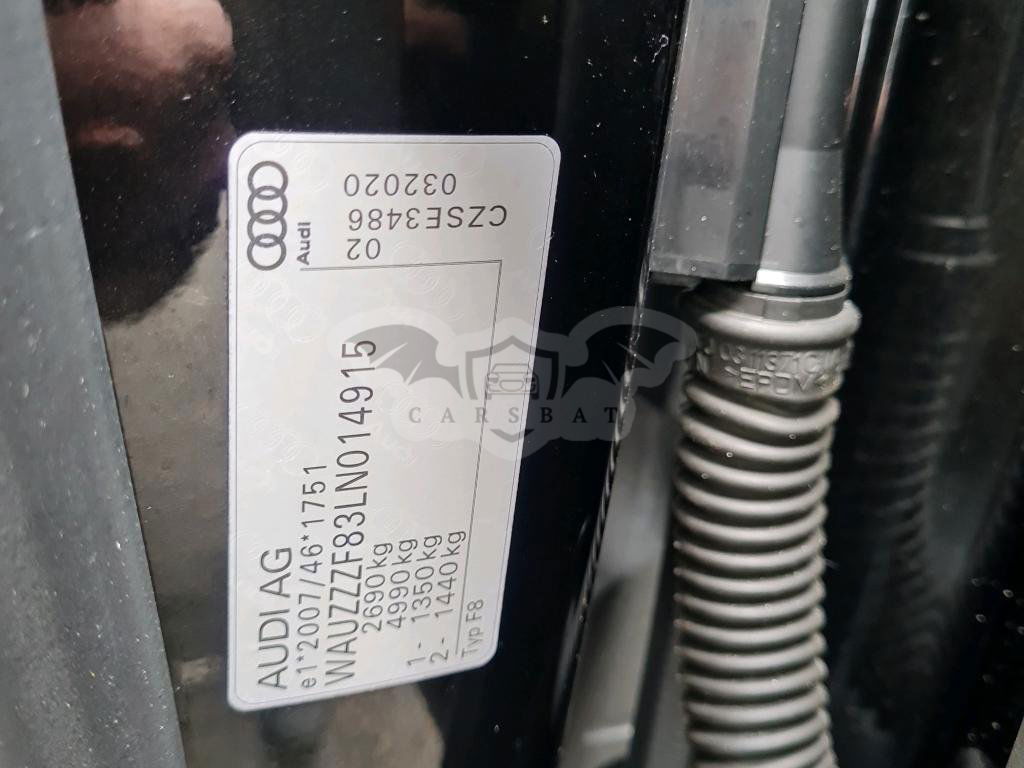 AUDI AG
e1*2007/46*1751
WAUZZZF83LN014915
2690kg
4990kg
1- 1350kg
2- 1440kg
Typ F8
Audi
02
CZSE3486
032020
CARSBAT